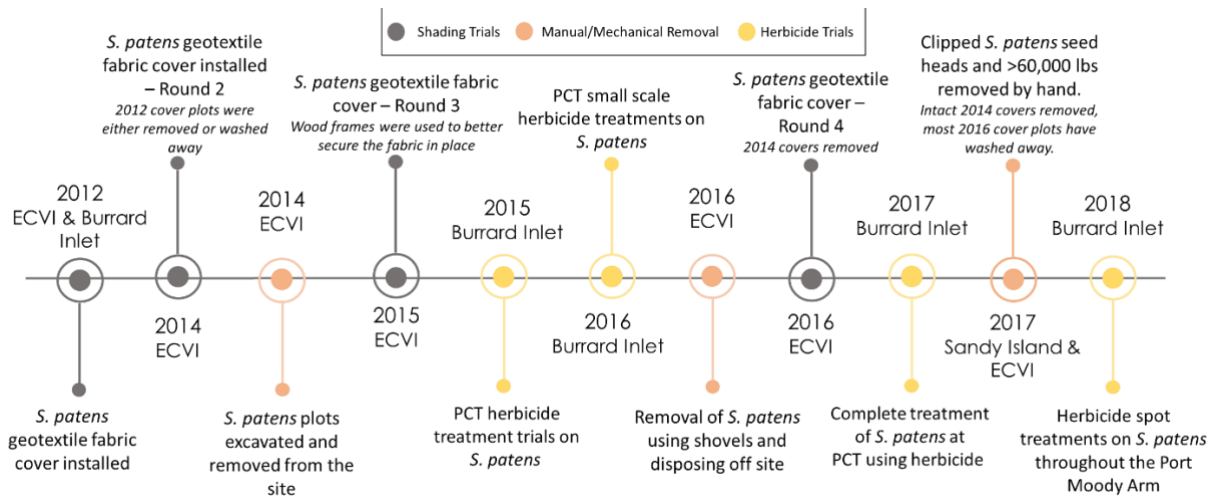 Shading Trials
Manual/Mechanical Removal
Herbicide Trials
S. patens geotextile
fabric cover installed
– Round 2
2012 cover plots were
either removed or washed
away
S. patens geotextile fabric
cover – Round 3
Wood frames were used to better
secure the fabric in place
PCT small scale
herbicide treatments on
S. patens
S. patens geotextile
fabric cover –
Round 4
2014 covers removed
Clipped S. patens seed
heads and >60,000 lbs
removed by hand.
Intact 2014 covers removed,
most 2016 cover plots have
washed away.
2012
ECVI & Burrard
Inlet
2014
ECVI
2015
Burrard Inlet
2016
ECVI
2017
Burrard Inlet
2018
Burrard Inlet
2014
ECVI
2015
ECVI
2016
Burrard Inlet
2016
ECVI
2017
Sandy Island &
ECVI
S. patens
geotextile fabric
cover installed
S. patens plots
excavated and
removed from the
site
PCT herbicide
treatment trials on
S. patens
Removal of S. patens
using shovels and
disposing off site
Complete treatment
of S. patens at
PCT using herbicide
Herbicide spot
treatments on S. patens
throughout the Port
Moody Arm